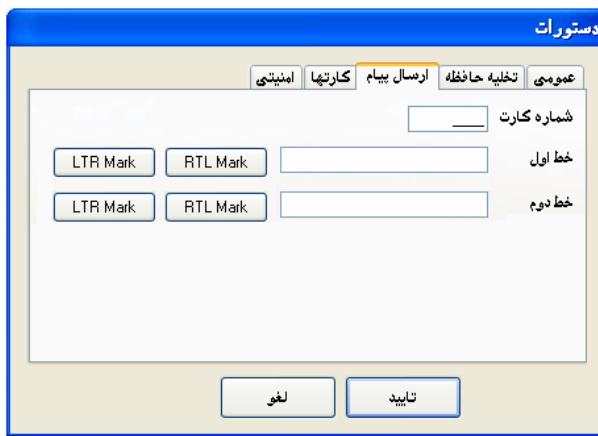 دستورات
عمومی تخلیه حافظه ارسال پیام کارتها امنیتی
شماره کارت ____
خط اول RTL Mark LTR Mark
خط دوم RTL Mark LTR Mark
تایید لغو